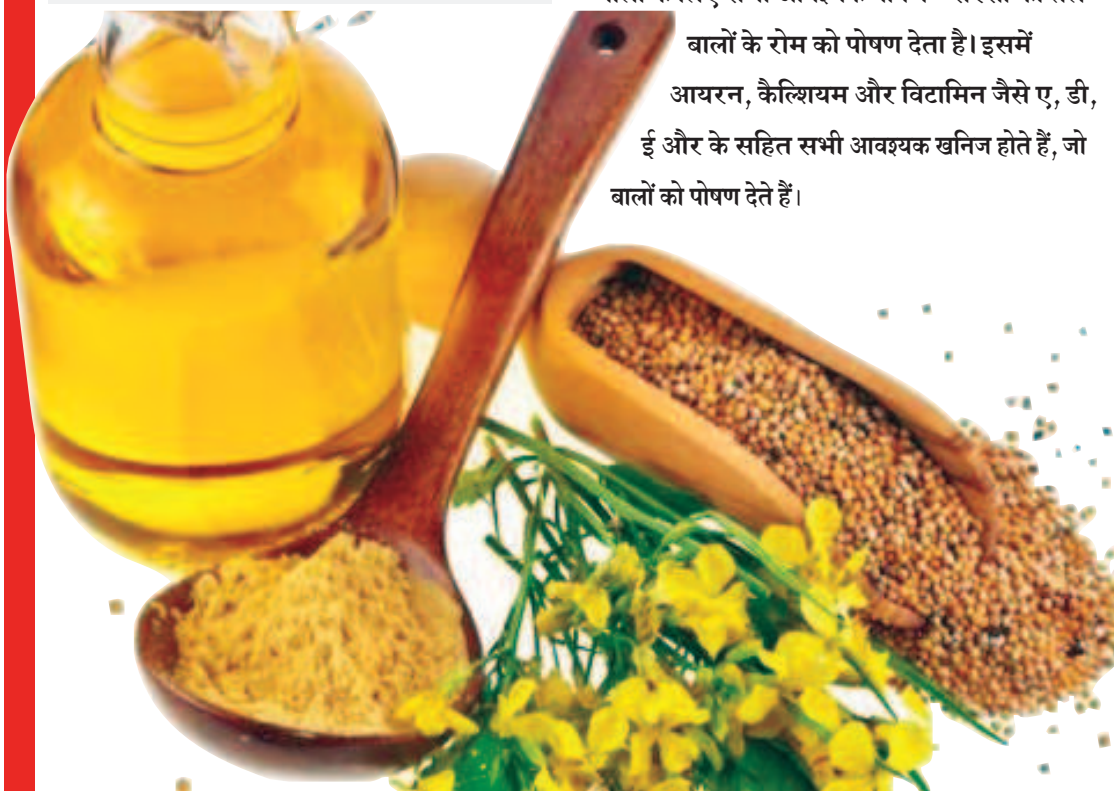 बालों के रोम को पोषण देता है। इसमें
आयरन, कैल्शियम और विटामिन जैसे ए, डी,
ई और के सहित सभी आवश्यक खनिज होते हैं, जो
बालों को पोषण देते हैं।